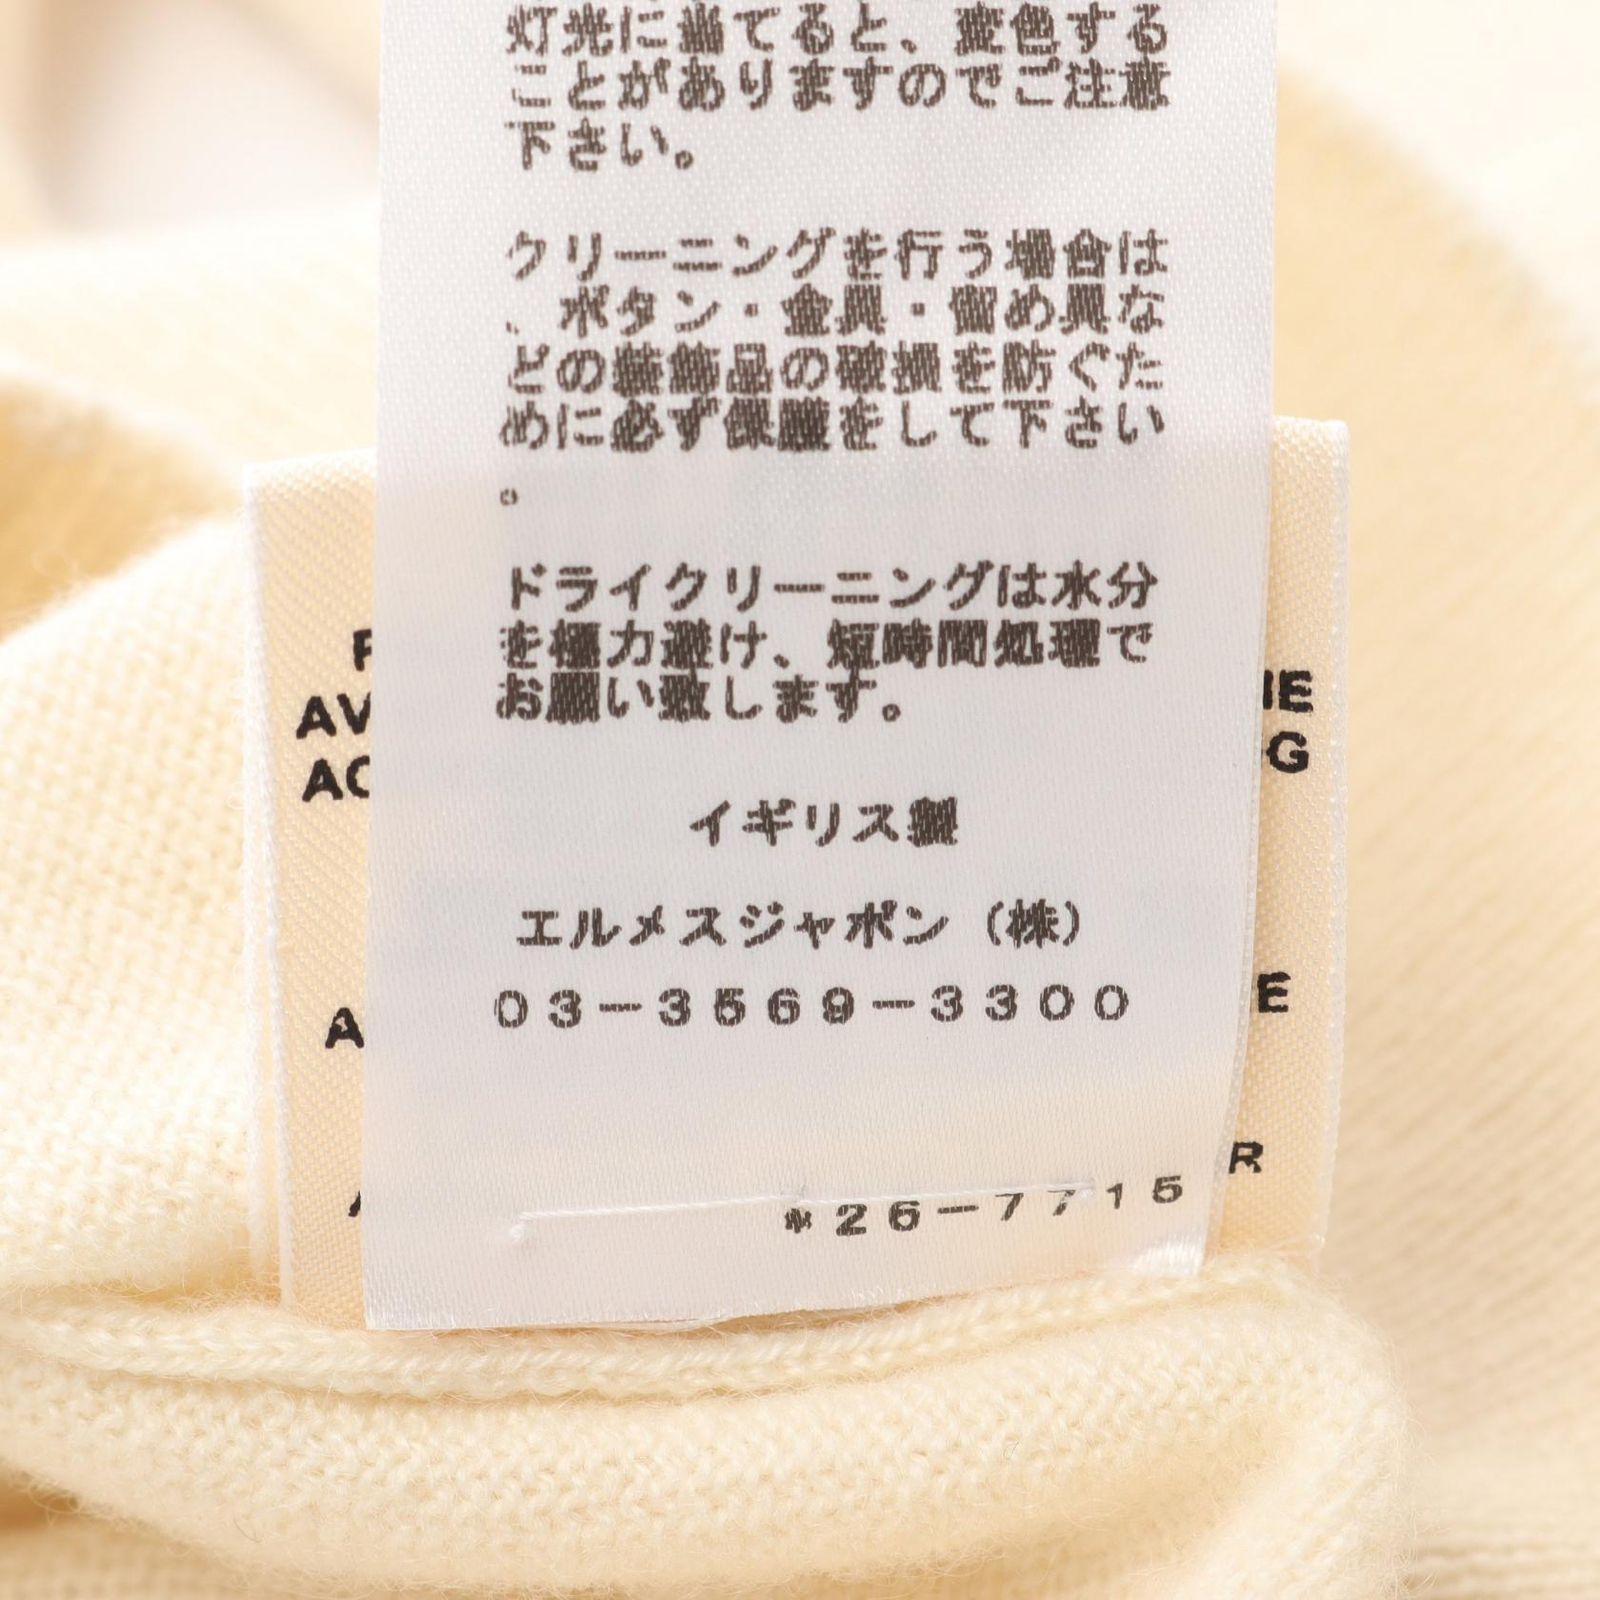 灯光に当てると、変色する
ことがありますのでご注意
下さい。
クリーニングを行う場合は
、ボタン・金具・留め具な
どの装飾品の破損を防ぐた
めに必ず保護をして下さい
。
ドライクリーニングは水分
を極力避け、短時間処理で
お願い致します。
イギリス製
エルメスジャポン（株）
03-3569-3300
*26-7715
AV
AC
IE
G
A
E
R